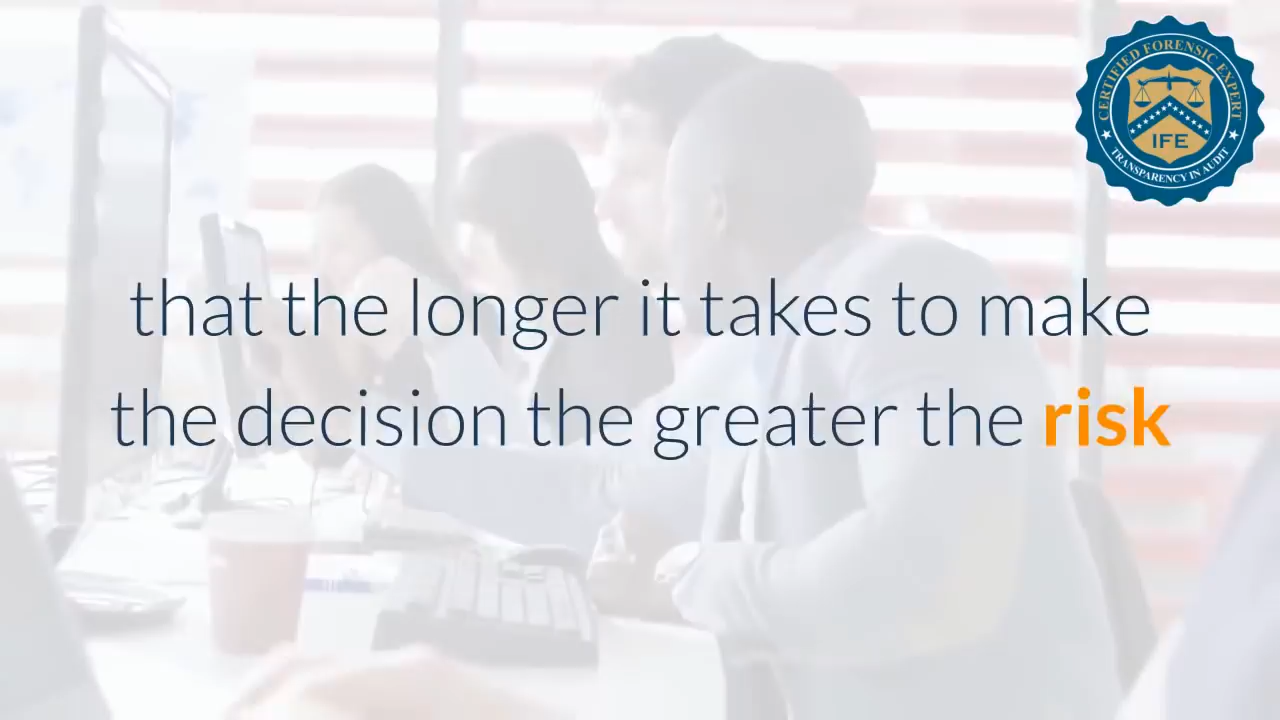 CERTIFIED FORENSIC EXPERT
IFE
TRANSPARENCY IN AUDIT
that the longer it takes to make
the decision the greater the risk